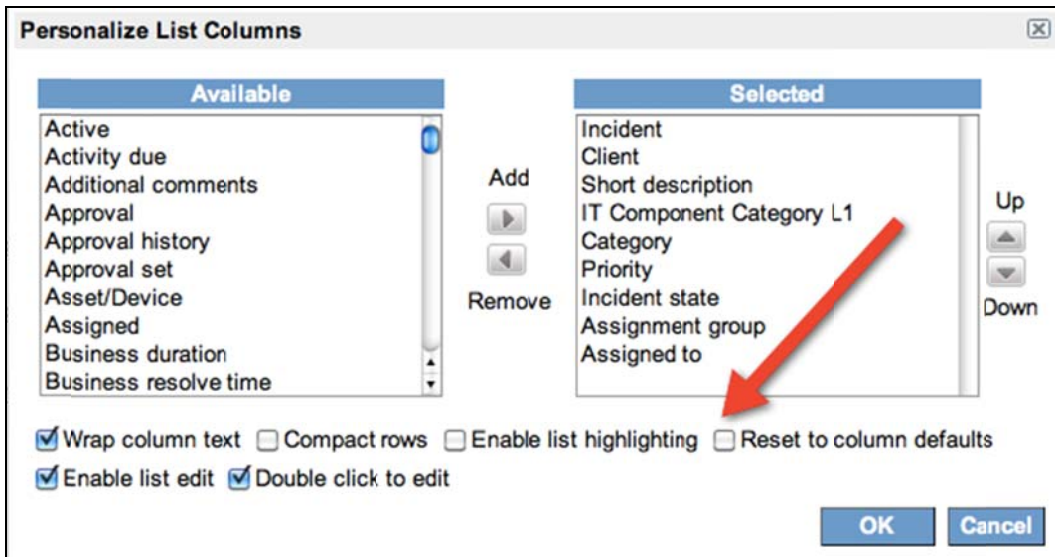 Personalize List Columns
Available
Active
Activity due
Additional comments
Approval
Approval history
Approval set
Asset/Device
Assigned
Business duration
Business resolve time
Add
Remove
Selected
Incident
Client
Short description
IT Component Category L1
Category
Priority
Incident state
Assignment group
Assigned to
Up
Down
Wrap column text Compact rows Enable list highlighting Reset to column defaults
Enable list edit Double click to edit
OK Cancel